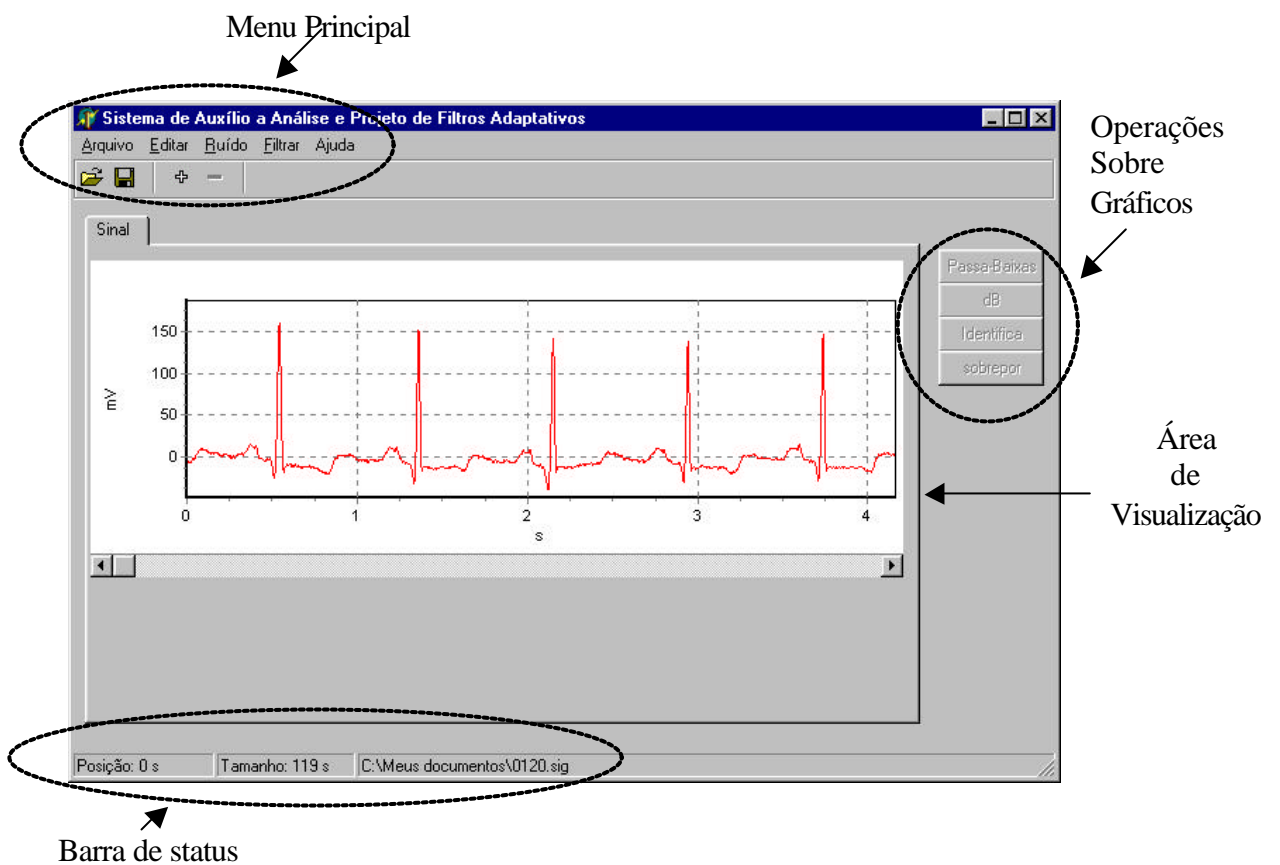 Menu Principal
Sistema de Auxílio a Análise e Projeto de Filtros Adaptativos
Arquivo Editar Ruído Filtrar Ajuda
Operações
Sobre
Gráficos
Sinal
Passa-Baixas
dB
Identifica
sobrepor
150
100
50
0
mV
0 1 2 3 4
s
Área
de
Visualização
Posição: 0 s Tamanho: 119 s C:\Meus documentos\0120.sig
Barra de status